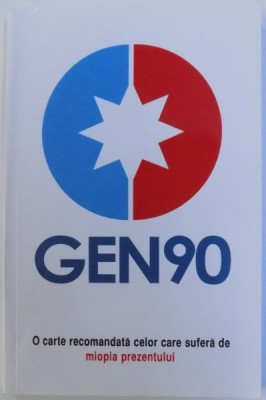 GEN90
O carte recomandată celor care suferă de
miopia prezentului